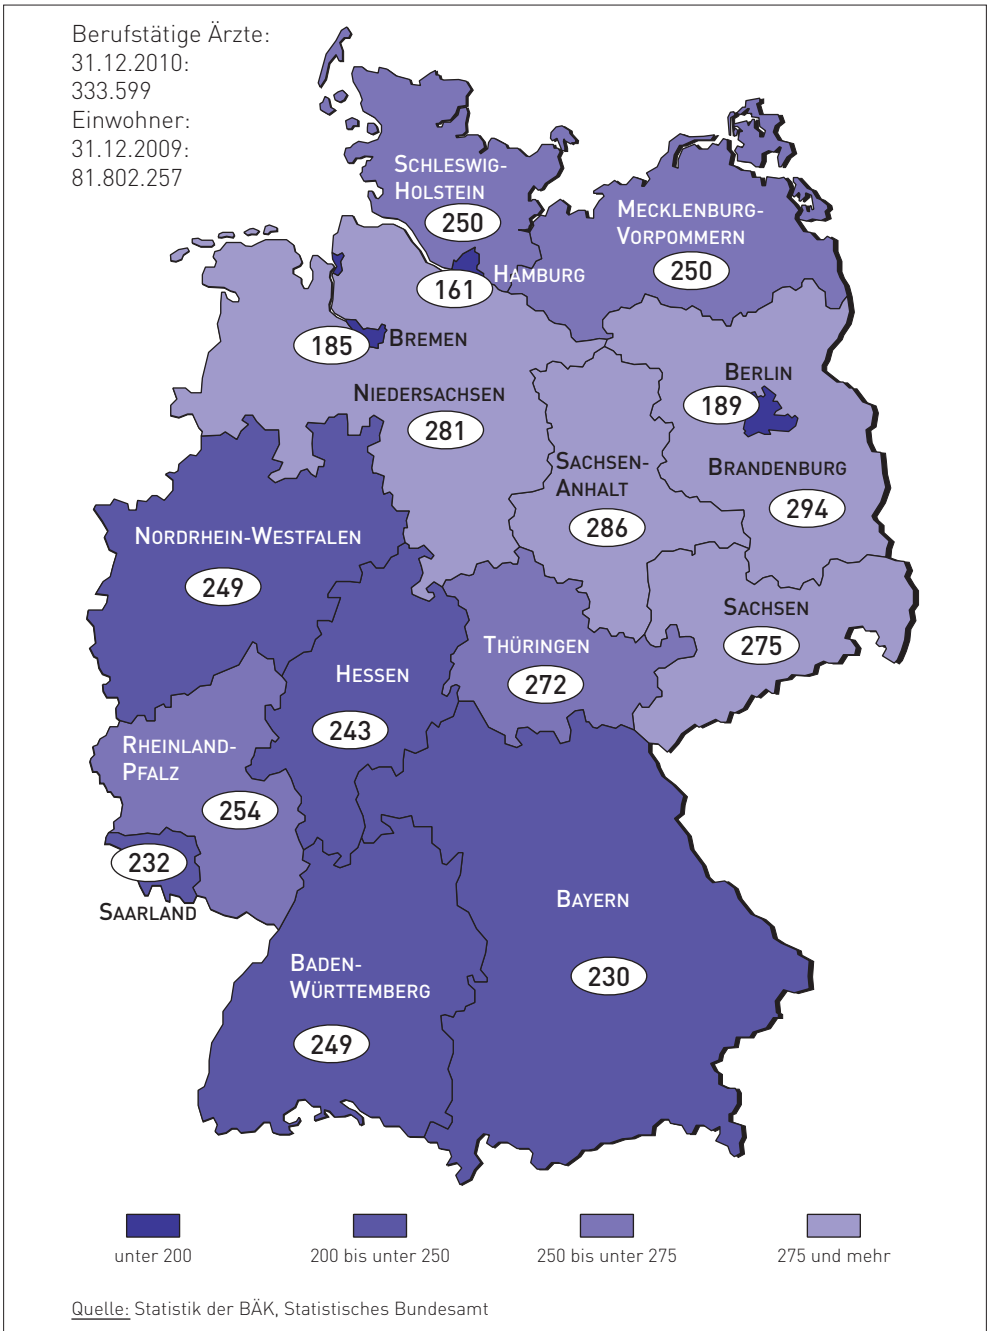 Berufstätige Ärzte:
31.12.2010:
333.599
Einwohner:
31.12.2009:
81.802.257
SCHLESWIG-
HOLSTEIN
250
MECKLENBURG-
VORPOMMERN
250
HAMBURG
161
BREMEN
185
NIEDERSACHSEN
281
BERLIN
189
BRANDENBURG
294
SACHSEN-
ANHALT
286
NORDRHEIN-WESTFALEN
249
SACHSEN
275
THÜRINGEN
272
HESSEN
243
RHEINLAND-
PFALZ
254
232
SAARLAND
BAYERN
230
BADEN-
WÜRTTEMBERG
249
unter 200
200 bis unter 250
250 bis unter 275
275 und mehr
Quelle: Statistik der BÄK, Statistisches Bundesamt